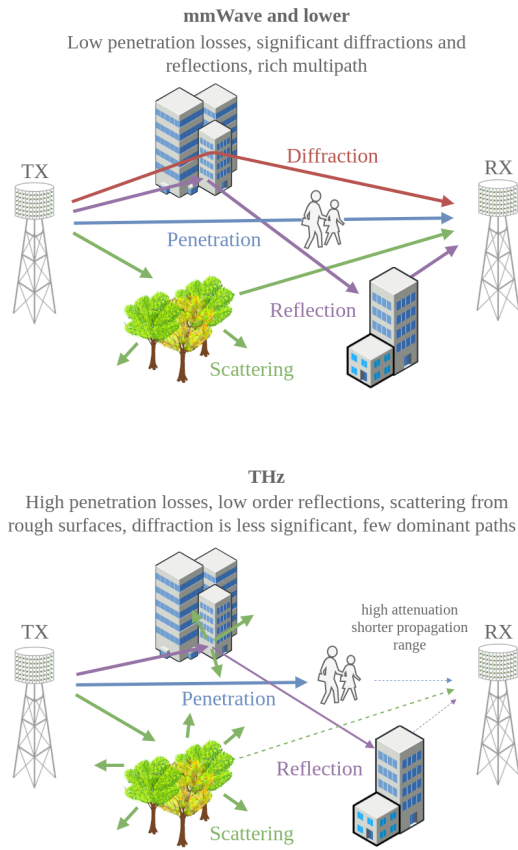 mmWave and lower
Low penetration losses, significant diffractions and
reflections, rich multipath
TX
RX
Diffraction
Penetration
Reflection
Scattering
THz
High penetration losses, low order reflections, scattering from
rough surfaces, diffraction is less significant, few dominant paths
high attenuation
shorter propagation
range
TX
RX
Penetration
Reflection
Scattering